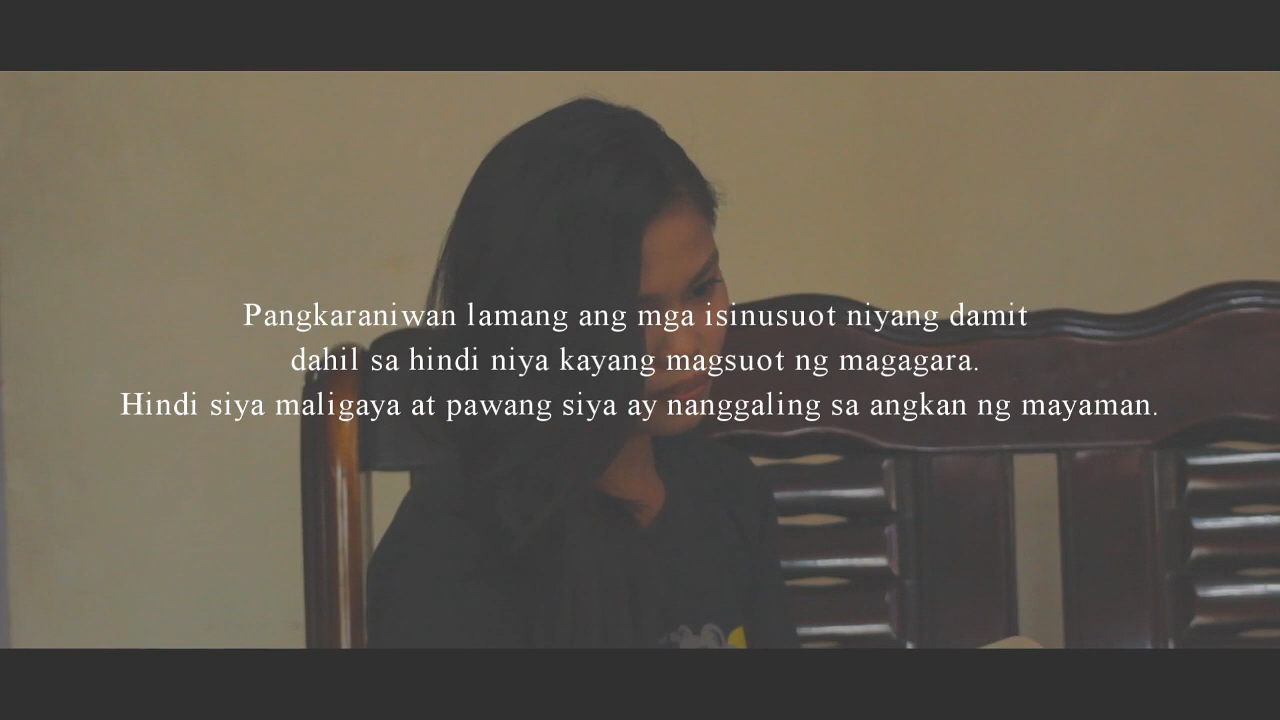 Pangkaraniwan lamang ang mga isinusuot niyang damit
dahil sa hindi niya kayang magsuot ng magagara.
Hindi siya maligaya at pawang siya ay nanggaling sa angkan ng mayaman.